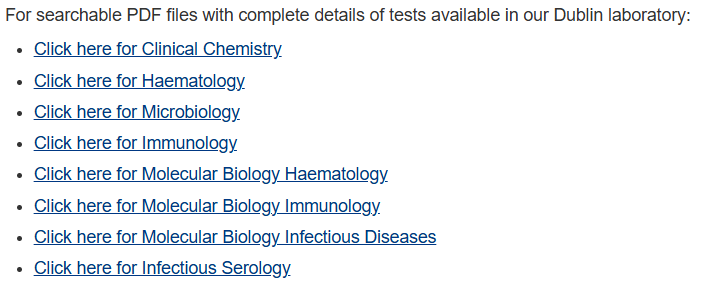 For searchable PDF files with complete details of tests available in our Dublin laboratory:
• Click here for Clinical Chemistry
• Click here for Haematology
• Click here for Microbiology
• Click here for Immunology
• Click here for Molecular Biology Haematology
• Click here for Molecular Biology Immunology
• Click here for Molecular Biology Infectious Diseases
• Click here for Infectious Serology